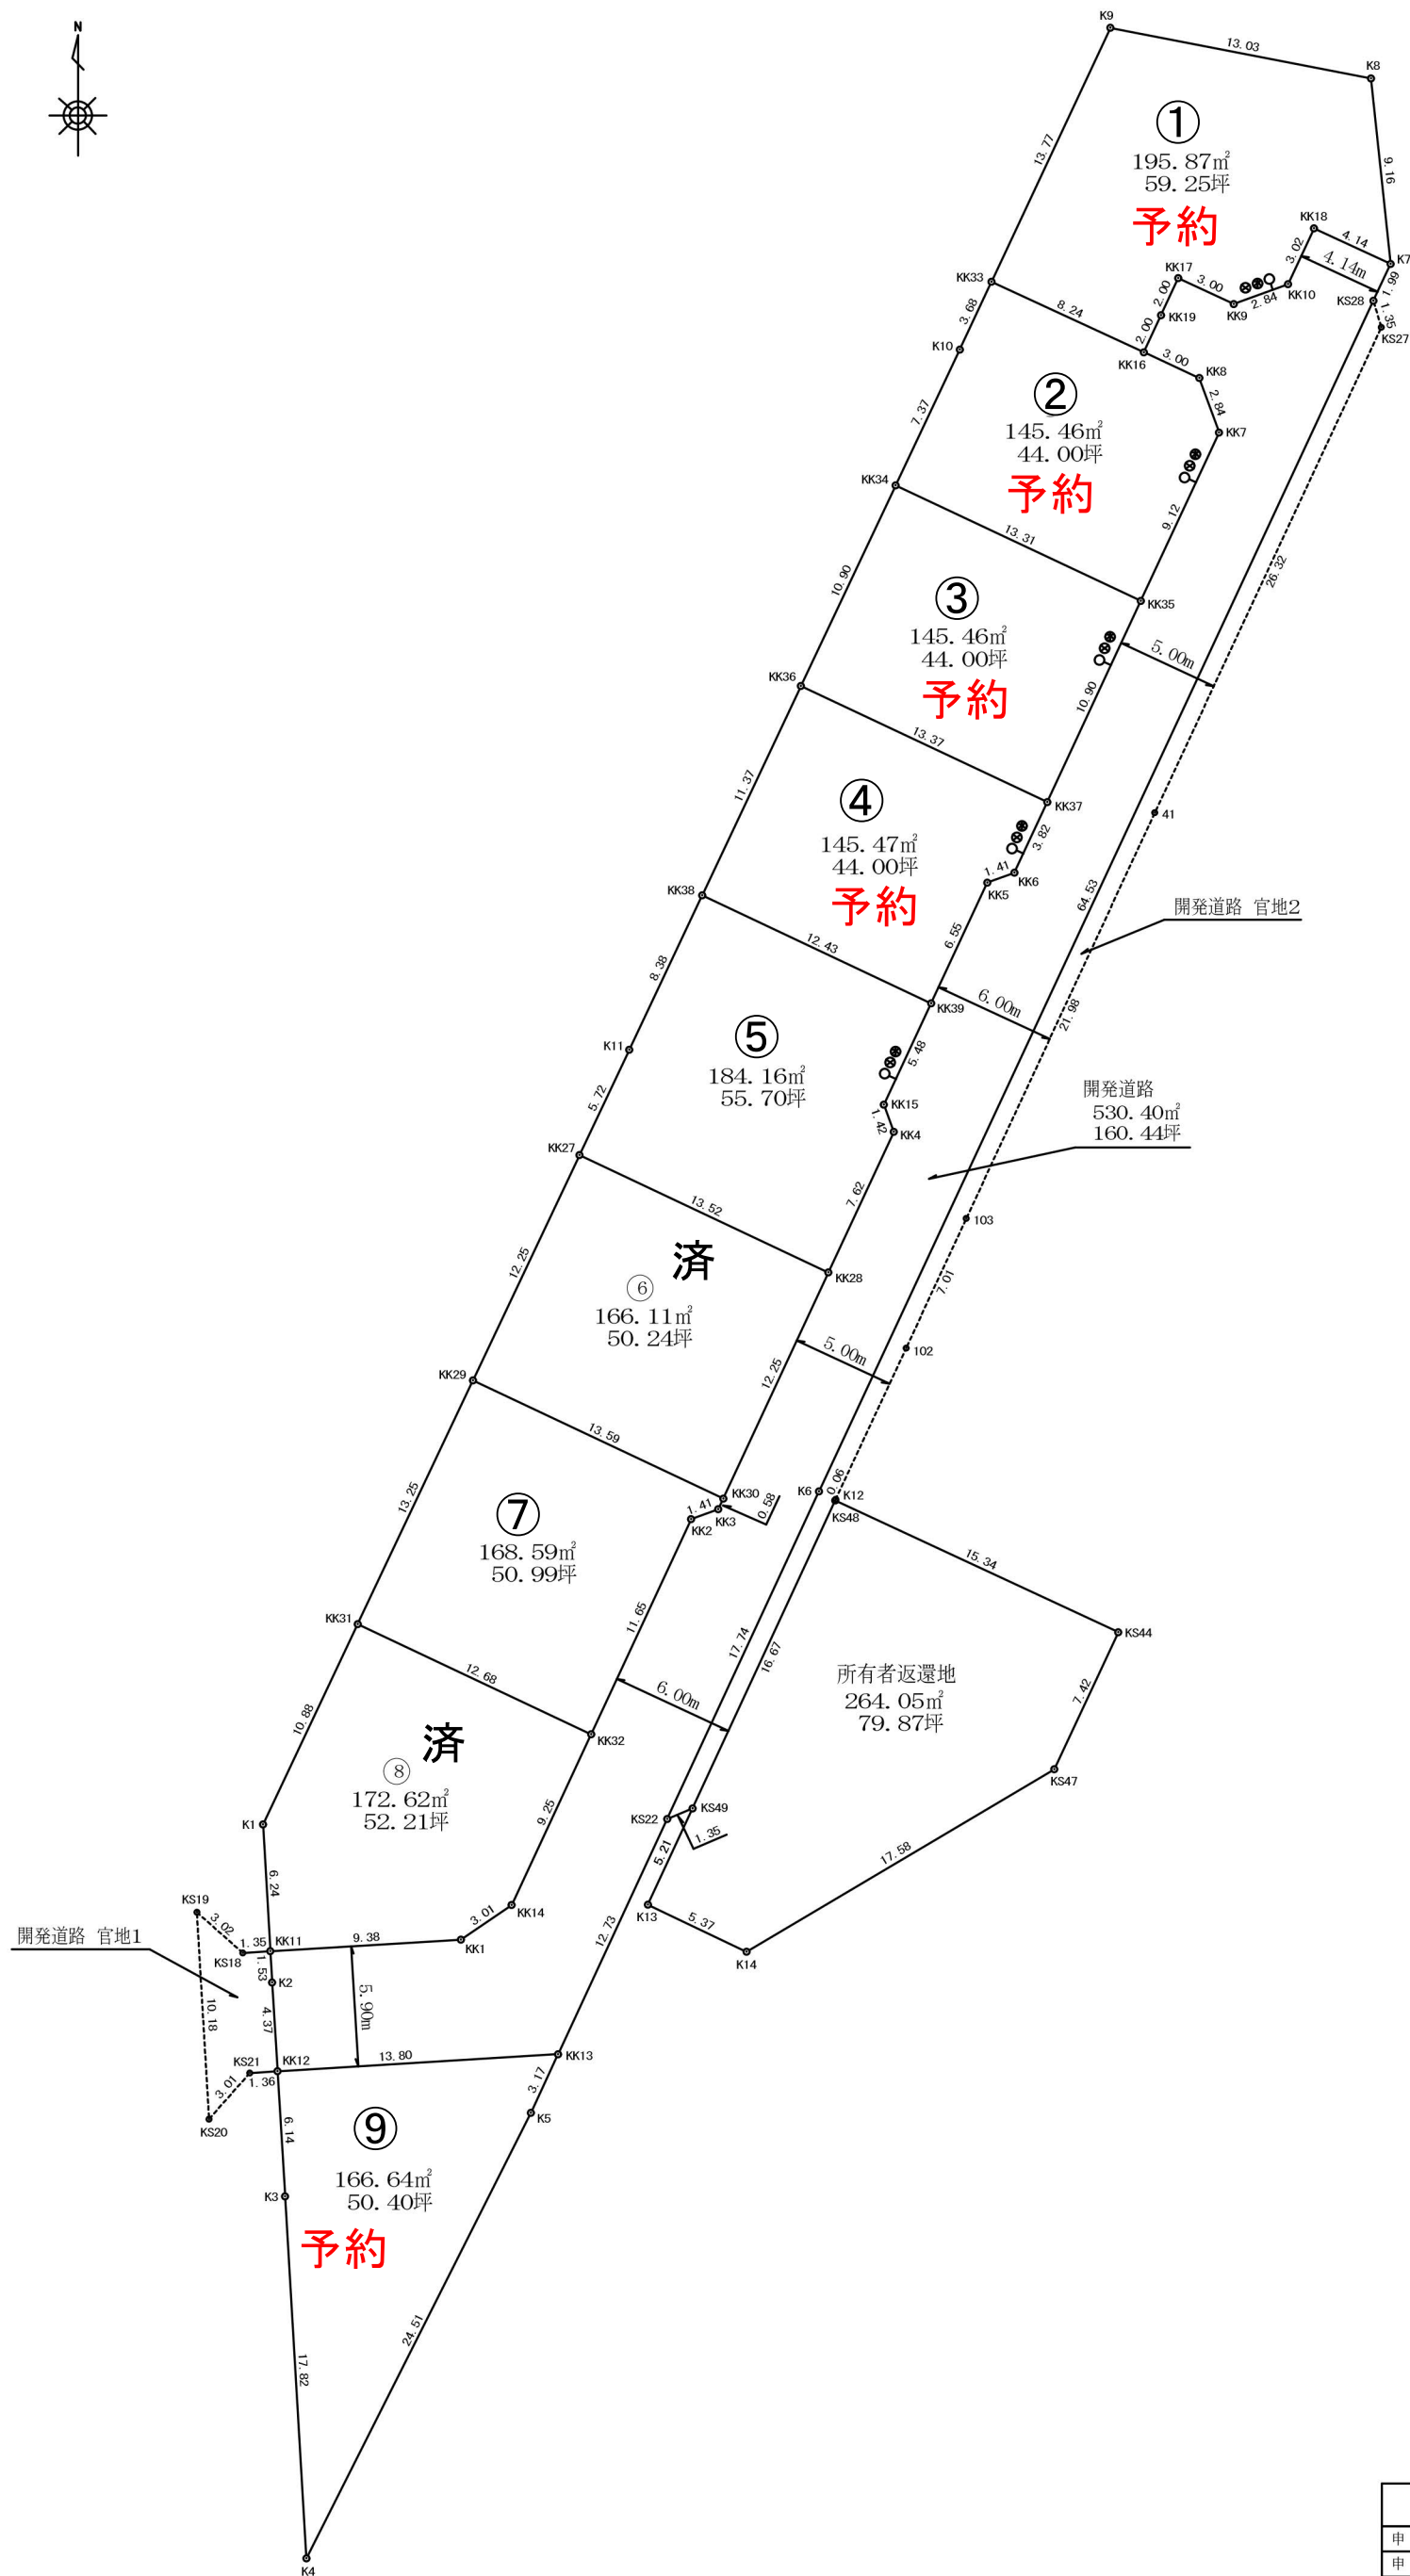 N
K9
13.03
K8
①
195.87㎡
59.25坪
予約
13.77
9.16
KK18
4.14
K7
3.02
4.14m
1.99
KK17
3.00
KK10
KS28
1.35
KK33
2.00
KK9
2.84
KS27
8.24
KK19
3.68
2.00
K10
KK16
3.00
KK8
②
145.46㎡
44.00坪
予約
7.37
2.84
KK7
KK34
9.12
13.31
26.32
③
145.46㎡
44.00坪
予約
10.90
KK35
5.00m
KK36
10.90
13.37
④
145.47㎡
44.00坪
予約
11.37
KK37
41
3.82
1.41
KK6
KK5
KK38
64.53
開発道路 官地2
12.43
6.55
8.38
KK39
6.00m
21.98
⑤
184.16㎡
55.70坪
K11
5.48
開発道路
530.40㎡
160.44坪
KK15
1.42
KK4
5.72
KK27
7.62
13.52
103
済
⑥
166.11㎡
50.24坪
12.25
KK28
7.01
5.00m
102
KK29
12.25
13.59
K6
0.06
K12
KS48
KK30
0.58
1.41
KK3
KK2
⑦
168.59㎡
50.99坪
13.25
15.34
KK31
11.65
17.74
16.67
KS44
12.68
所有者返還地
264.05㎡
79.87坪
6.00m
7.42
10.88
済
⑧
172.62㎡
52.21坪
KK32
KS47
K1
9.25
KS22
KS49
1.35
5.21
17.58
6.24
KS19
3.02
KK14
K13
5.37
開発道路 官地1
1.35
KK11
9.38
3.01
KK1
12.73
K14
KS18
1.53
K2
10.18
4.37
5.90m
KS21
KK12
13.80
KK13
1.36
3.01
3.17
KS20
6.14
K5
⑨
166.64㎡
50.40坪
予約
K3
24.51
17.82
K4
申
申